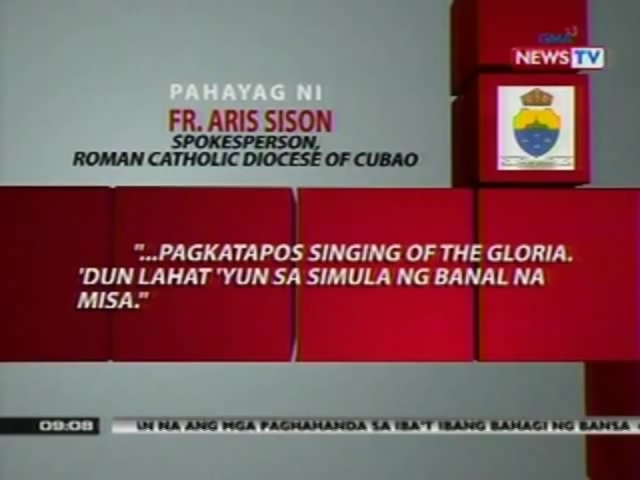 GMA
NEWS TV
PAHAYAG NI
FR. ARIS SISON
SPOKESPERSON,
ROMAN CATHOLIC DIOCESE OF CUBAO
"...PAGKATAPOS SINGING OF THE GLORIA.
'DUN LAHAT 'YUN SA SIMULA NG BANAL NA
MISA."
09:08
AN NA ANG MGA PAGHAHANDA SA IBA'T IBANG BAHAGI NG BANSA